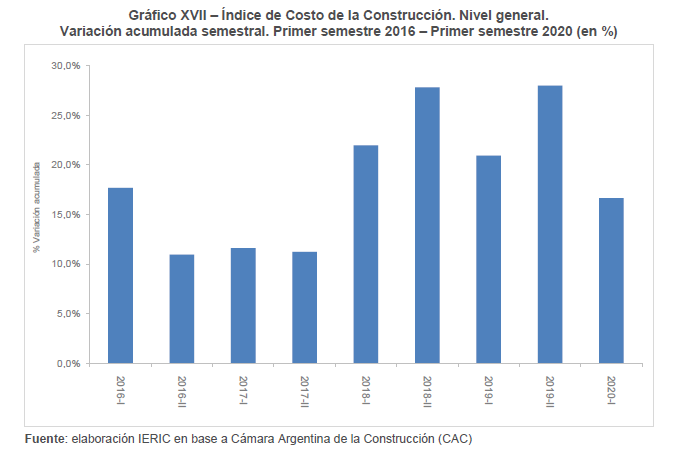 Gráfico XVII – Índice de Costo de la Construcción. Nivel general.
Variación acumulada semestral. Primer semestre 2016 – Primer semestre 2020 (en %)
30,0%
25,0%
20,0%
15,0%
10,0%
5,0%
0,0%
% Variación acumulada
2016-I
2016-II
2017-I
2017-II
2018-I
2018-II
2019-I
2019-II
2020-I
Fuente: elaboración IERIC en base a Cámara Argentina de la Construcción (CAC)